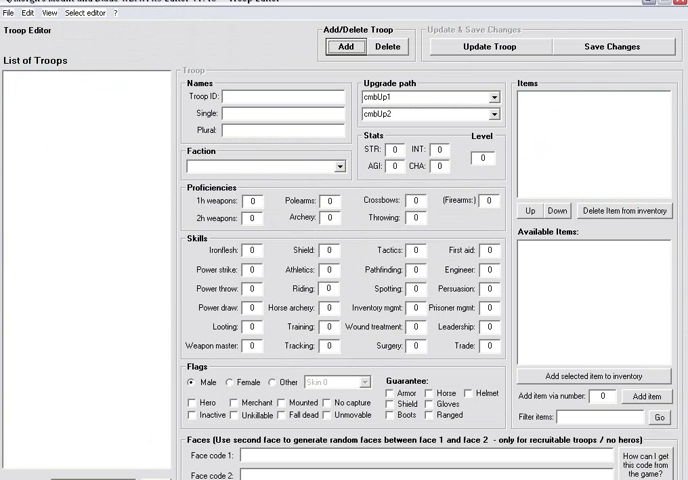 File Edit View Select editor ?
Troop Editor
Add/Delete Troop
Add Delete
Update & Save Changes
Update Troop Save Changes
List of Troops
Troop
Names
Troop ID:
Single:
Plural:
Upgrade path
cmbUp1
cmbUp2
Stats
STR: 0 INT: 0
AGI: 0 CHA: 0
Level
0
Faction
Proficiencies
1h weapons: 0 Polearms: 0 Crossbows: 0 (Firearms:) 0
2h weapons: 0 Archery: 0 Throwing: 0
Skills
Ironflesh: 0 Shield: 0 Tactics: 0 First aid: 0
Power strike: 0 Athletics: 0 Pathfinding: 0 Engineer: 0
Power throw: 0 Riding: 0 Spotting: 0 Persuasion: 0
Power draw: 0 Horse archery: 0 Inventory mgmt: 0 Prisoner mgmt: 0
Looting: 0 Training: 0 Wound treatment: 0 Leadership: 0
Weapon master: 0 Tracking: 0 Surgery: 0 Trade: 0
Flags
Male Female Other Skin 0
Hero Merchant Mounted No capture
Inactive Unkillable Fall dead Unmovable
Guarantee:
Armor Horse Helmet
Shield Gloves
Boots Ranged
Items
Up Down Delete Item from inventory
Available Items:
Add selected item to inventory
Add item via number: 0 Add item
Filter items: Go
Faces (Use second face to generate random faces between face 1 and face 2 - only for recruitable troops / no heros)
Face code 1:
Face code 2:
How can I get
this code from
the game?